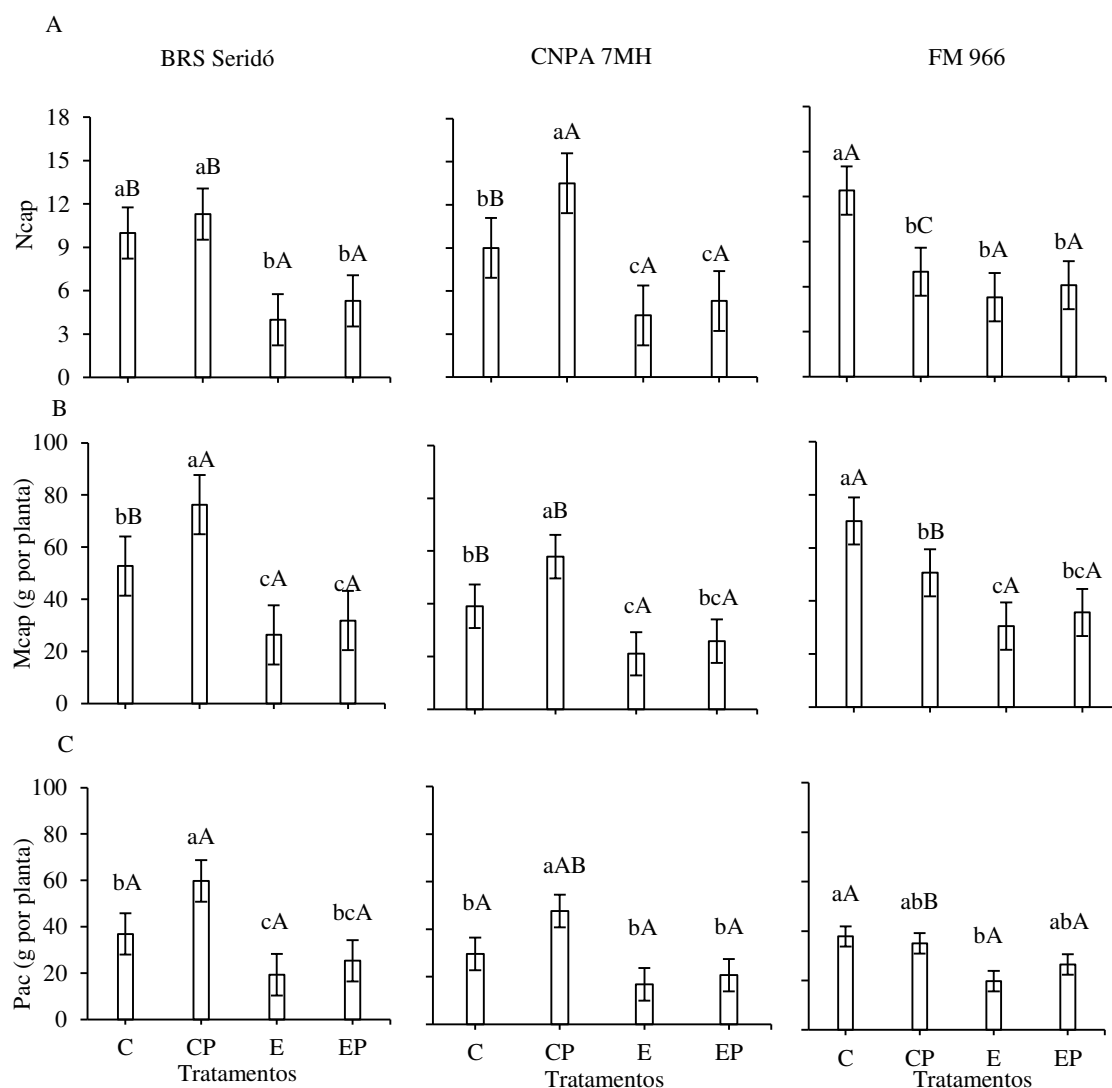 A
BRS Seridó
CNPA 7MH
FM 966
Ncap
18
15
12
9
6
3
0
aB
aB
bA
bA
bB
aA
cA
cA
aA
bC
bA
bA
B
Mcap (g por planta)
100
80
60
40
20
0
bB
aA
cA
cA
bB
aB
cA
bcA
aA
bB
cA
bcA
C
Pac (g por planta)
100
80
60
40
20
0
bA
aA
cA
bcA
bA
aAB
bA
bA
aA
abB
bA
abA
C CP E EP
Tratamentos
C CP E EP
C CP E EP
Tratamentos